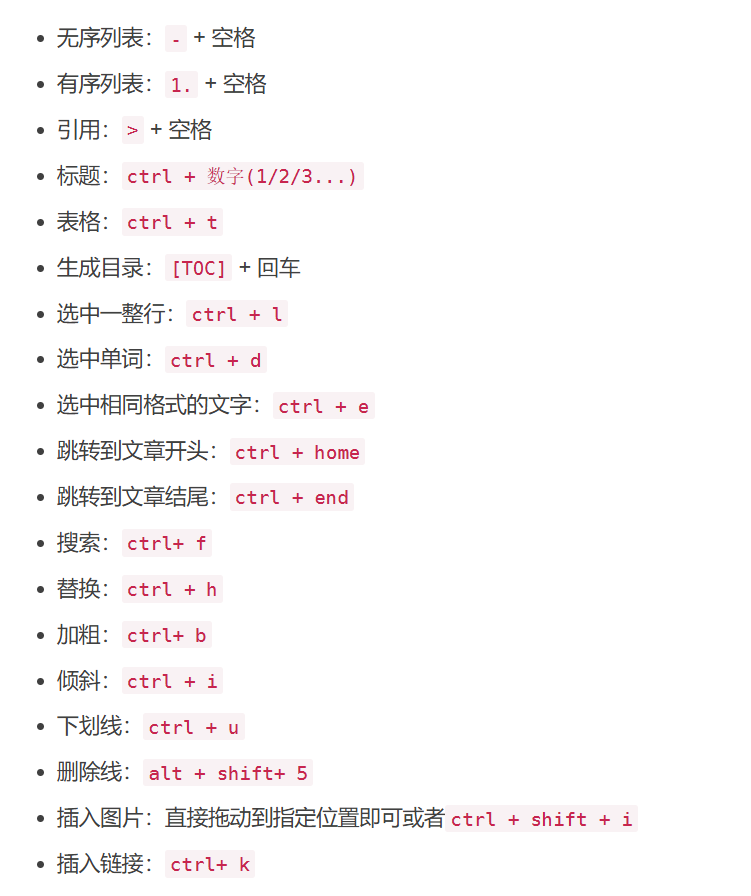 无序列表：- + 空格
有序列表：1. + 空格
引用：> + 空格
标题：ctrl + 数字(1/2/3...)
表格：ctrl + t
生成目录：[TOC] + 回车
选中一整行：ctrl + l
选中单词：ctrl + d
选中相同格式的文字：ctrl + e
跳转到文章开头：ctrl + home
跳转到文章结尾：ctrl + end
搜索：ctrl+ f
替换：ctrl + h
加粗：ctrl+ b
倾斜：ctrl + i
下划线：ctrl + u
删除线：alt + shift+ 5
插入图片：直接拖动到指定位置即可或者ctrl + shift + i
插入链接：ctrl+ k